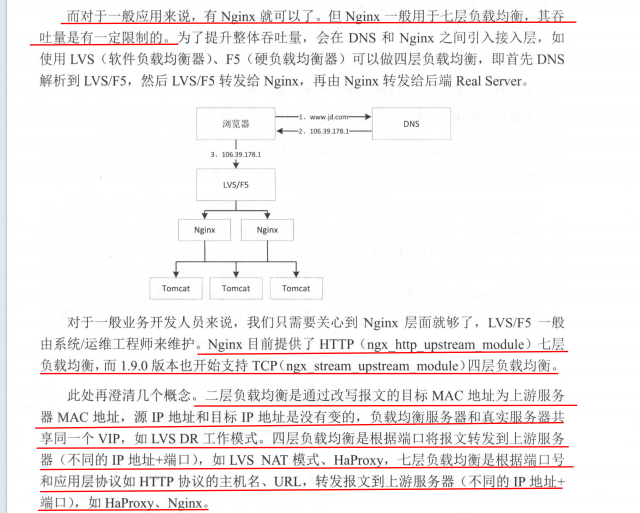 而对于一般应用来说，有 Nginx 就可以了。但 Nginx 一般用于七层负载均衡，其吞
吐量是有一定限制的。为了提升整体吞吐量，会在 DNS 和 Nginx 之间引入接入层，如
使用 LVS（软件负载均衡器）、F5（硬负载均衡器）可以做四层负载均衡，即首先 DNS
解析到 LVS/F5，然后 LVS/F5 转发给 Nginx，再由 Nginx 转发给后端 Real Server。
浏览器
1、www.jd.com
2、106.39.178.1
DNS
3、106.39.178.1
LVS/F5
Nginx
Nginx
Tomcat
Tomcat
Tomcat
对于一般业务开发人员来说，我们只需要关心到 Nginx 层面就够了，LVS/F5 一般
由系统/运维工程师来维护。Nginx 目前提供了 HTTP（ngx_http_upstream_module）七层
负载均衡，而 1.9.0 版本也开始支持 TCP（ngx_stream_upstream_module）四层负载均衡。
此处再澄清几个概念。二层负载均衡是通过改写报文的目标 MAC 地址为上游服务
器 MAC 地址，源 IP 地址和目标 IP 地址是没有变的，负载均衡服务器和真实服务器共
享同一个 VIP，如 LVS DR 工作模式。四层负载均衡是根据端口将报文转发到上游服务
器（不同的 IP 地址+端口），如 LVS NAT 模式、HaProxy，七层负载均衡是根据端口号
和应用层协议如 HTTP 协议的主机名、URL，转发报文到上游服务器（不同的 IP 地址+
端口），如 HaProxy、Nginx。